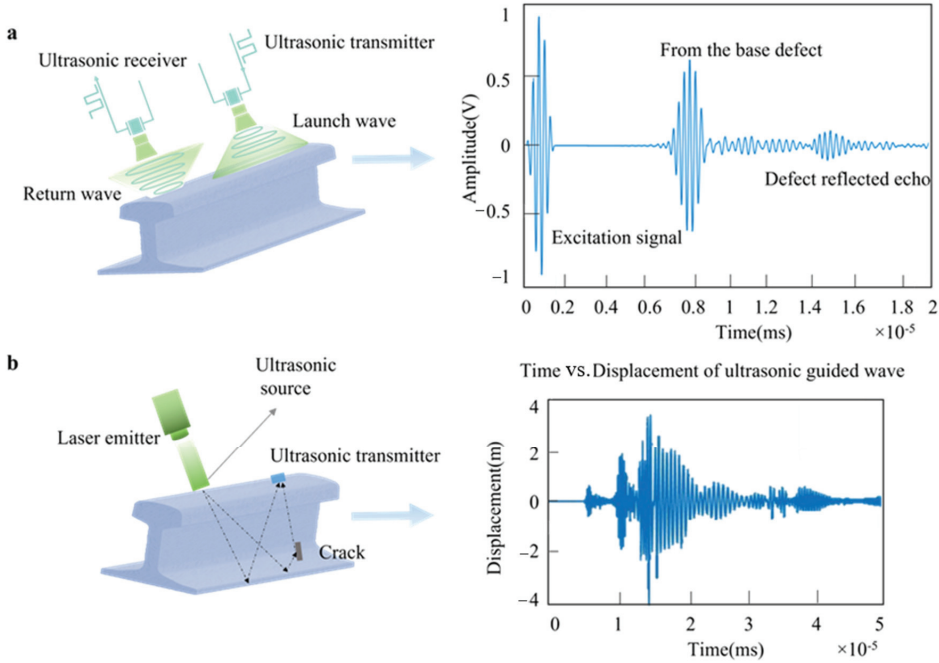 a
Ultrasonic receiver
Ultrasonic transmitter
Launch wave
Return wave
Amplitude(V)
1
0.5
0
−0.5
−1
From the base defect
Defect reflected echo
Excitation signal
0 0.2 0.4 0.6 0.8 1 1.2 1.4 1.6 1.8 2
Time(ms)
×10⁻⁵
b
Ultrasonic
source
Laser emitter
Ultrasonic transmitter
Crack
Time vs.Displacement of ultrasonic guided wave
Displacement(m)
4
2
0
−2
−4
0 1 2 3 4 5
Time(ms)
×10⁻⁵